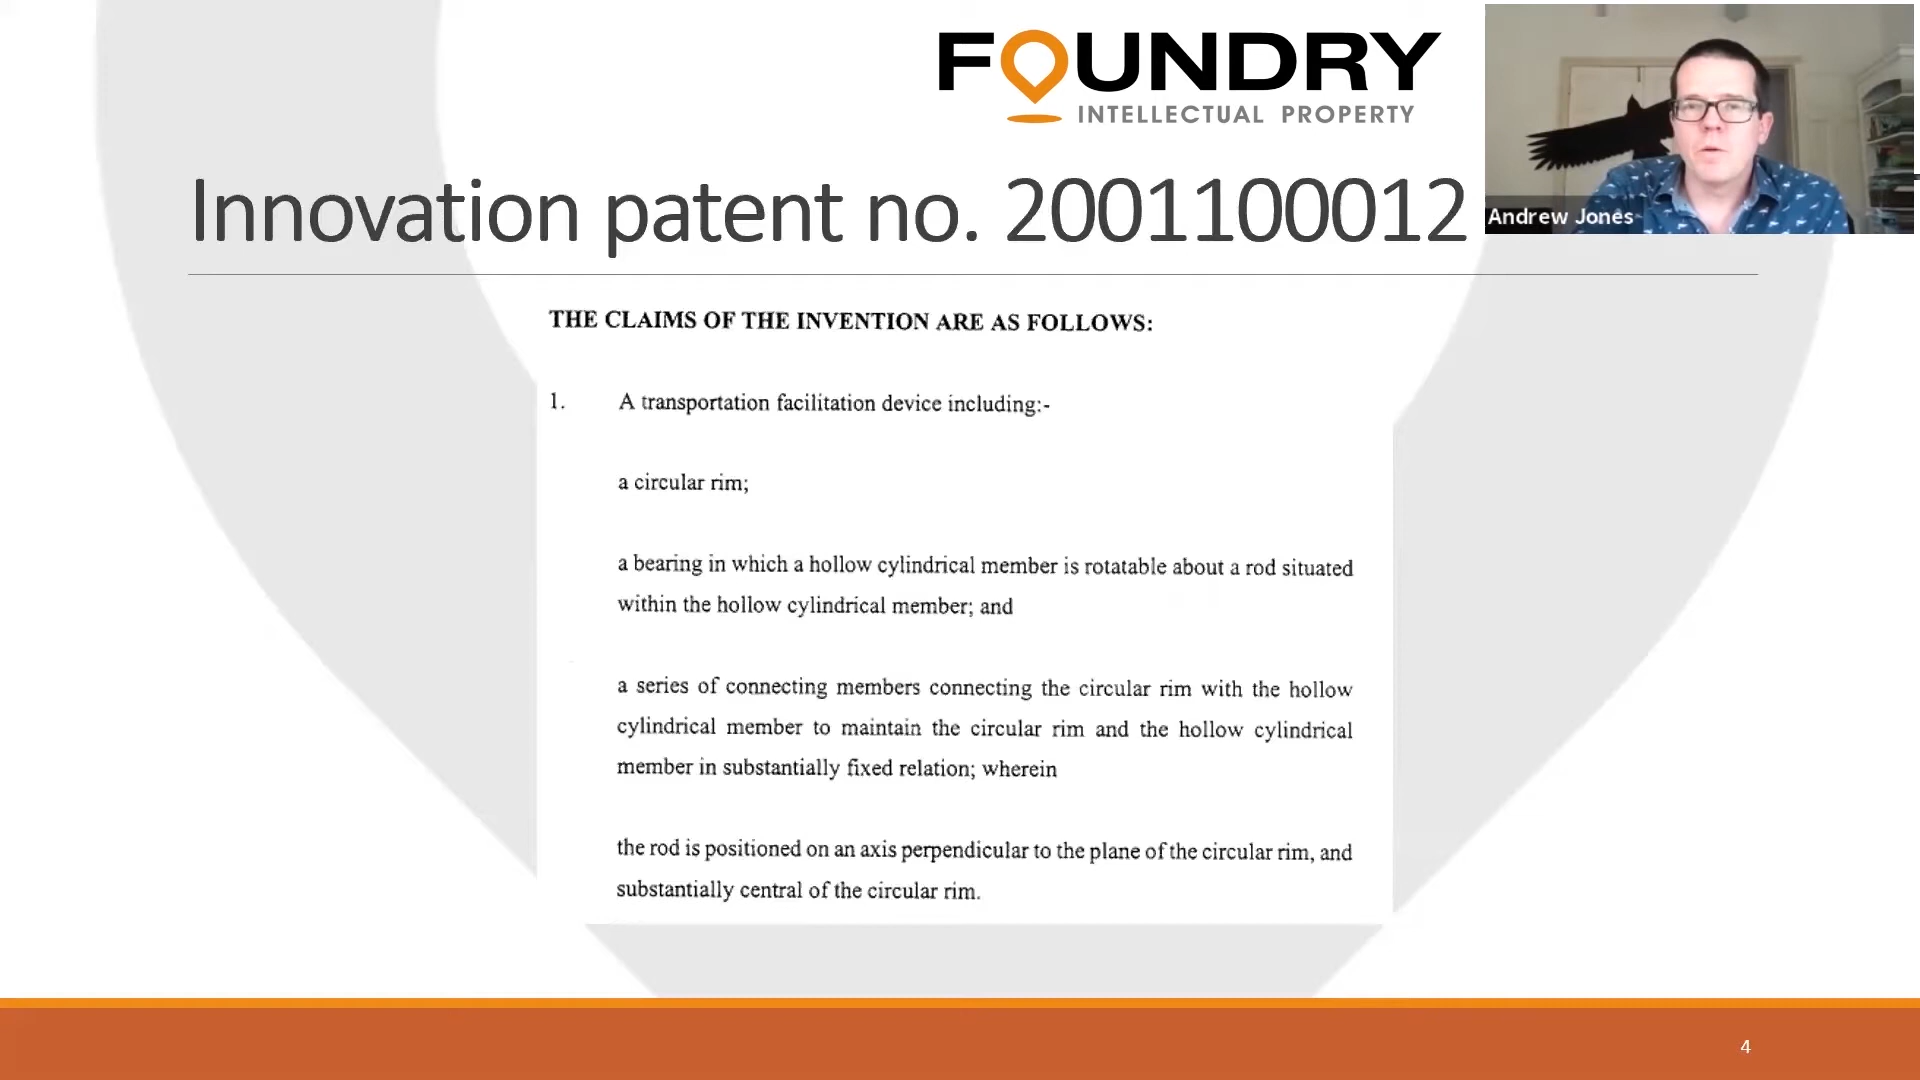 FOUNDRY
INTELLECTUAL PROPERTY
Innovation patent no. 2001100012
Andrew Jones
THE CLAIMS OF THE INVENTION ARE AS FOLLOWS:
1. A transportation facilitation device including:-
a circular rim;
a bearing in which a hollow cylindrical member is rotatable about a rod situated
within the hollow cylindrical member; and
a series of connecting members connecting the circular rim with the hollow
cylindrical member to maintain the circular rim and the hollow cylindrical
member in substantially fixed relation; wherein
the rod is positioned on an axis perpendicular to the plane of the circular rim, and
substantially central of the circular rim.
4